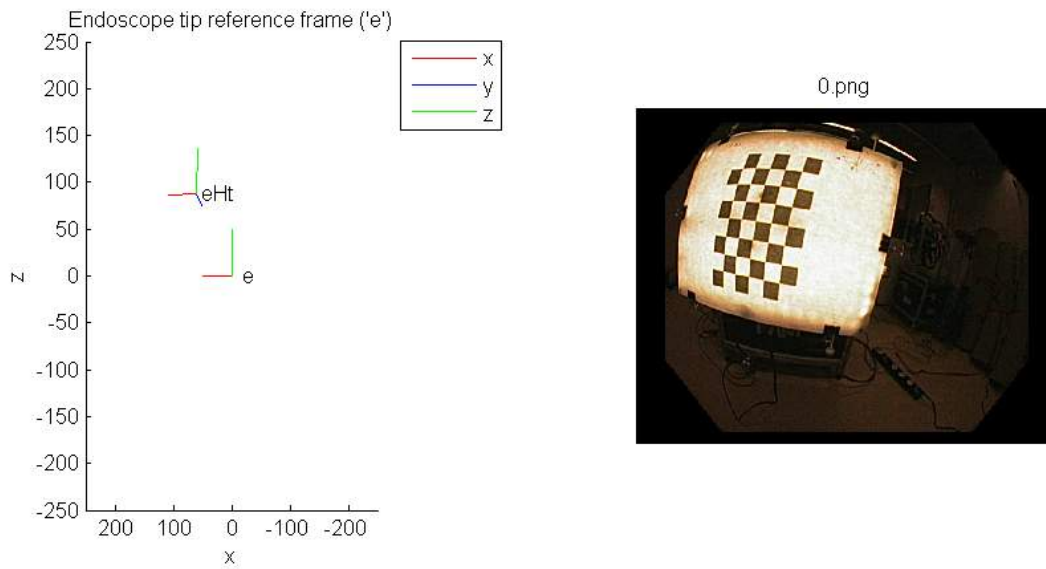 Endoscope tip reference frame ('e')
250
200
150
100
50
0
-50
-100
-150
-200
-250
z
200 100 0 -100 -200
x
eHt
e
x
y
z
0.png